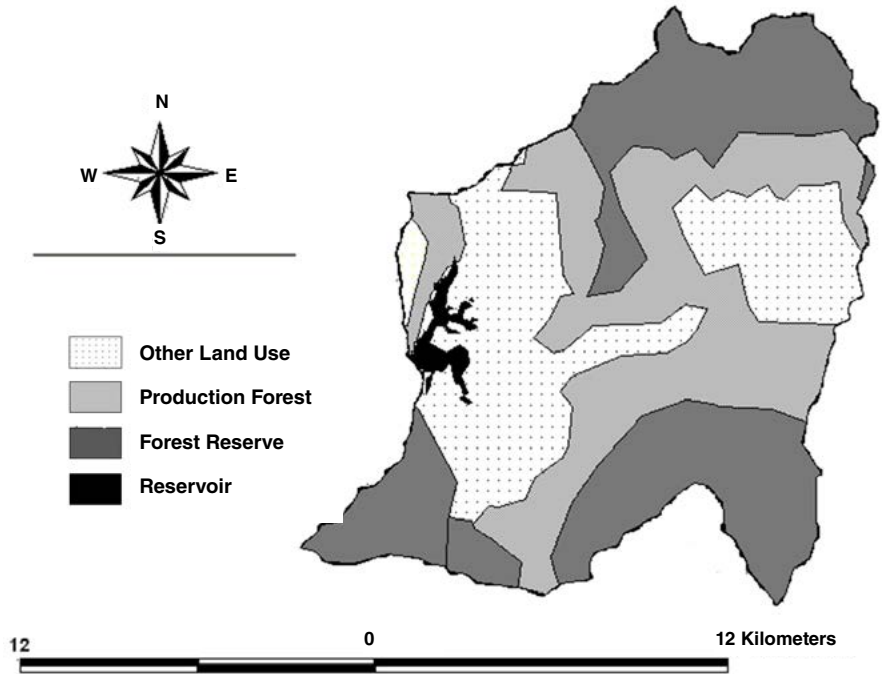 N
W E
S
Other Land Use
Production Forest
Forest Reserve
Reservoir
12 0 12 Kilometers